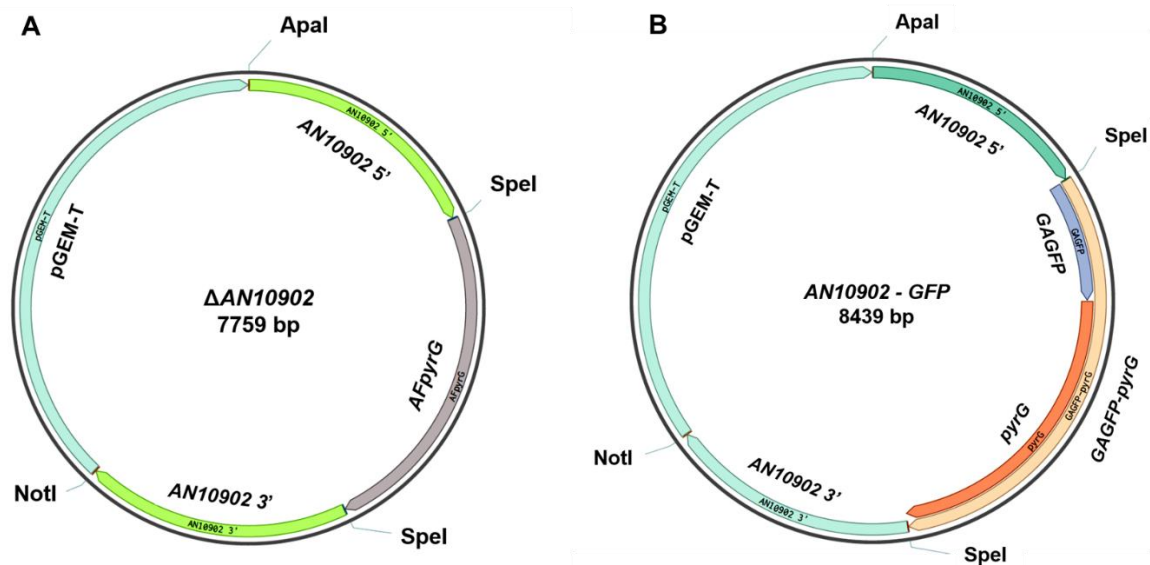 A
ApaI
AN10902 5'
AN10902 5'
SpeI
pGEM-T
pGEM-T
ΔAN10902
7759 bp
AFpyrG
AFpyrG
NotI
AN10902 3'
AN10902 3'
SpeI
B
ApaI
AN10902 5'
AN10902 5'
SpeI
pGEM-T
pGEM-T
GAGFP
GAGFP
AN10902 - GFP
8439 bp
pyrG
pyrG
GAGFP-pyrG
GAGFP-pyrG
NotI
AN10902 3'
AN10902 3'
SpeI